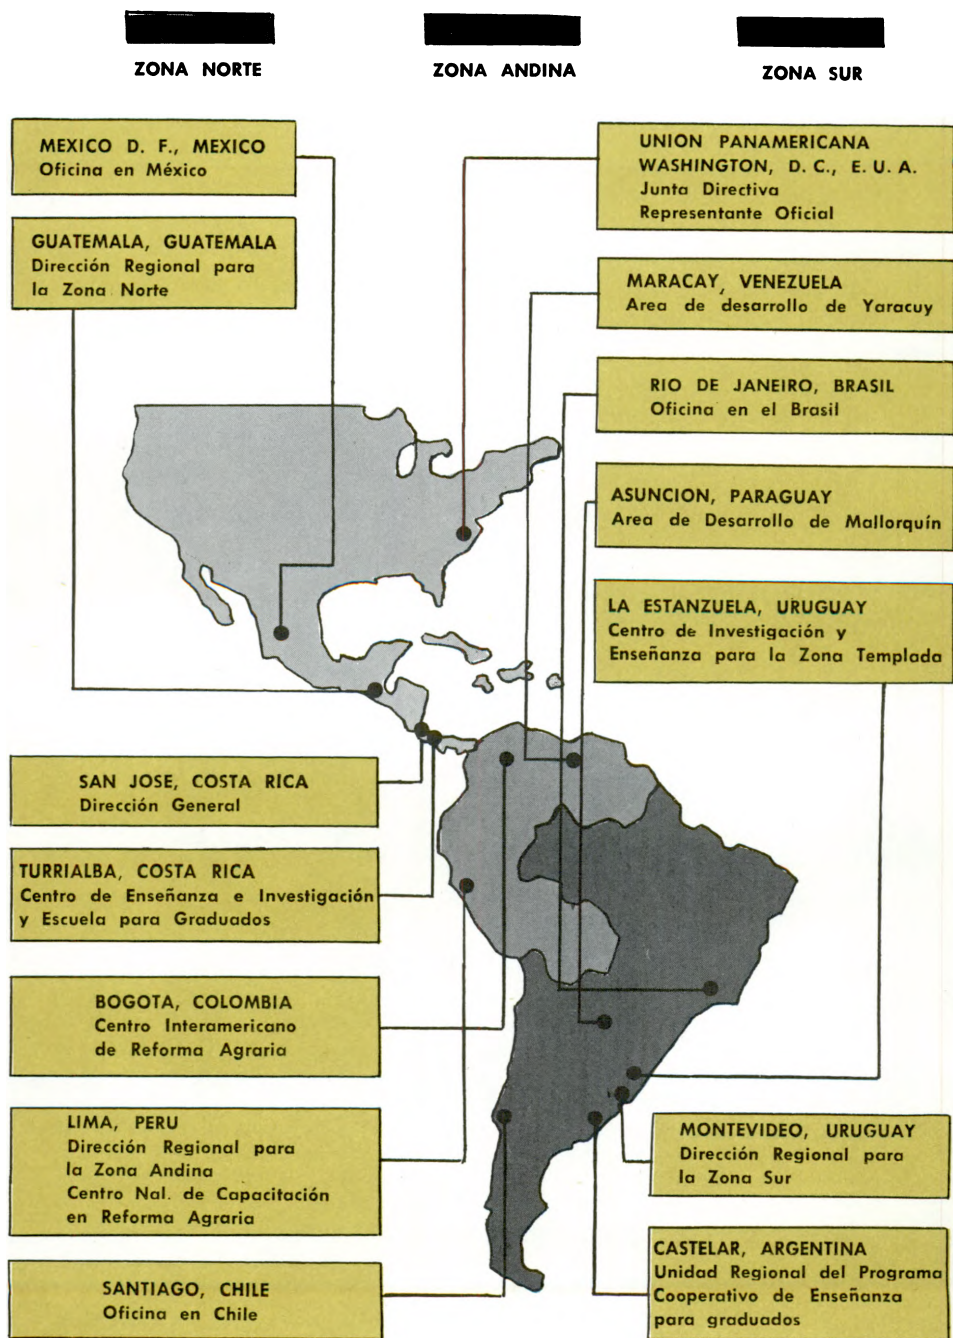 ZONA NORTE
ZONA ANDINA
ZONA SUR
MEXICO D. F., MEXICO
Oficina en México
GUATEMALA, GUATEMALA
Dirección Regional para
la Zona Norte
UNION PANAMERICANA
WASHINGTON, D. C., E. U. A.
Junta Directiva
Representante Oficial
MARACAY, VENEZUELA
Area de desarrollo de Yaracuy
RIO DE JANEIRO, BRASIL
Oficina en el Brasil
ASUNCION, PARAGUAY
Area de Desarrollo de Mallorquín
LA ESTANZUELA, URUGUAY
Centro de Investigación y
Enseñanza para la Zona Templada
SAN JOSE, COSTA RICA
Dirección General
TURRIALBA, COSTA RICA
Centro de Enseñanza e Investigación
y Escuela para Graduados
BOGOTA, COLOMBIA
Centro Interamericano
de Reforma Agraria
LIMA, PERU
Dirección Regional para
la Zona Andina
Centro Nal. de Capacitación
en Reforma Agraria
SANTIAGO, CHILE
Oficina en Chile
MONTEVIDEO, URUGUAY
Dirección Regional para
la Zona Sur
CASTELAR, ARGENTINA
Unidad Regional del Programa
Cooperativo de Enseñanza
para graduados